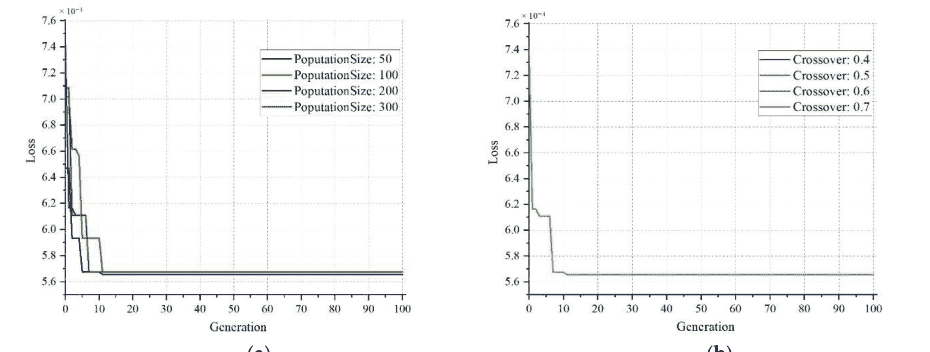 × 10⁻⁴
7.6
7.4
7.2
7.0
6.8
6.6
6.4
6.2
6.0
5.8
5.6
Loss
PoputationSize: 50
PoputationSize: 100
PoputationSize: 200
PoputationSize: 300
0 10 20 30 40 50 60 70 80 90 100
Generation
× 10⁻⁴
7.6
7.4
7.2
7.0
6.8
6.6
6.4
6.2
6.0
5.8
5.6
Loss
Crossover: 0.4
Crossover: 0.5
Crossover: 0.6
Crossover: 0.7
0 10 20 30 40 50 60 70 80 90 100
Generation